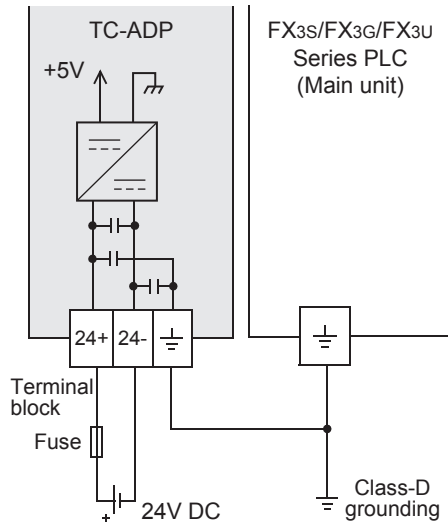 TC-ADP
FX3S/FX3G/FX3U
Series PLC
(Main unit)
+5V
24+ 24-
Terminal
block
Fuse
+
24V DC
Class-D
grounding